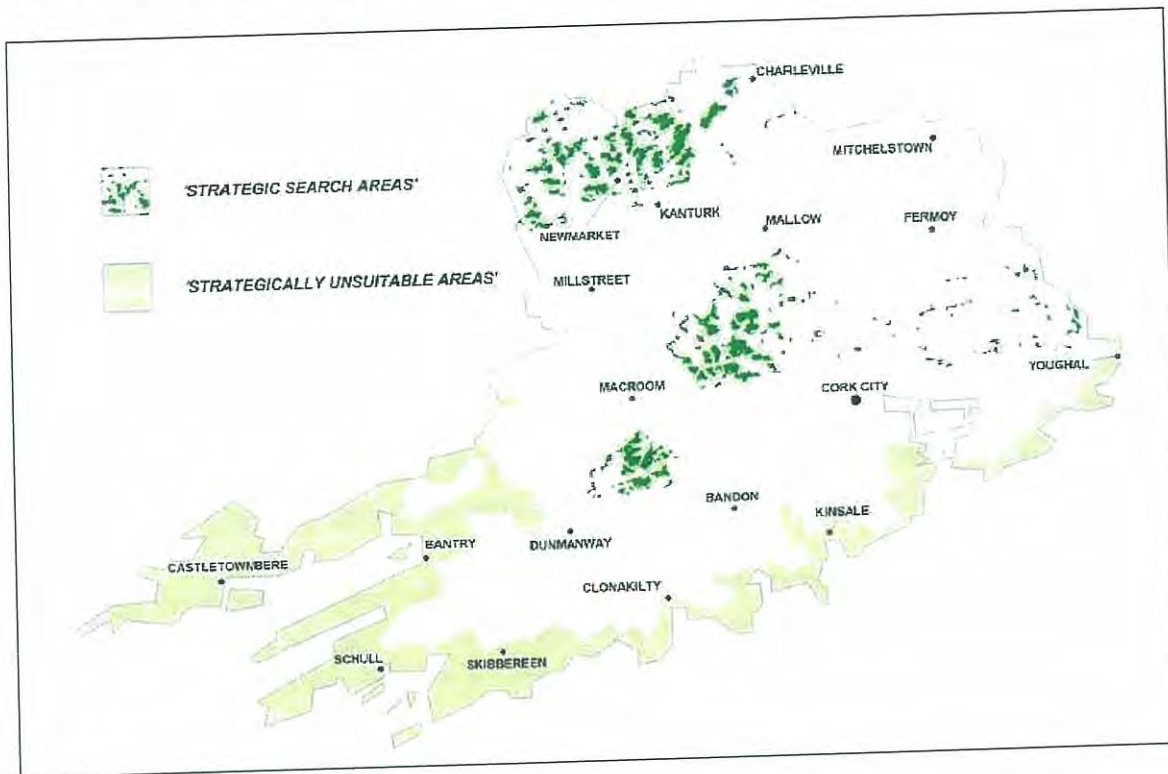 CHARLEVILLE
MITCHELSTOWN
'STRATEGIC SEARCH AREAS'
KANTURK
MALLOW
FERMOY
NEWMARKET
'STRATEGICALLY UNSUITABLE AREAS'
MILLSTREET
YOUGHAL
MACROOM
CORK CITY
BANDON
KINSALE
BANTRY
DUNMANWAY
CASTLETOWNBERE
CLONAKILTY
SCHULL
SKIBBEREEN